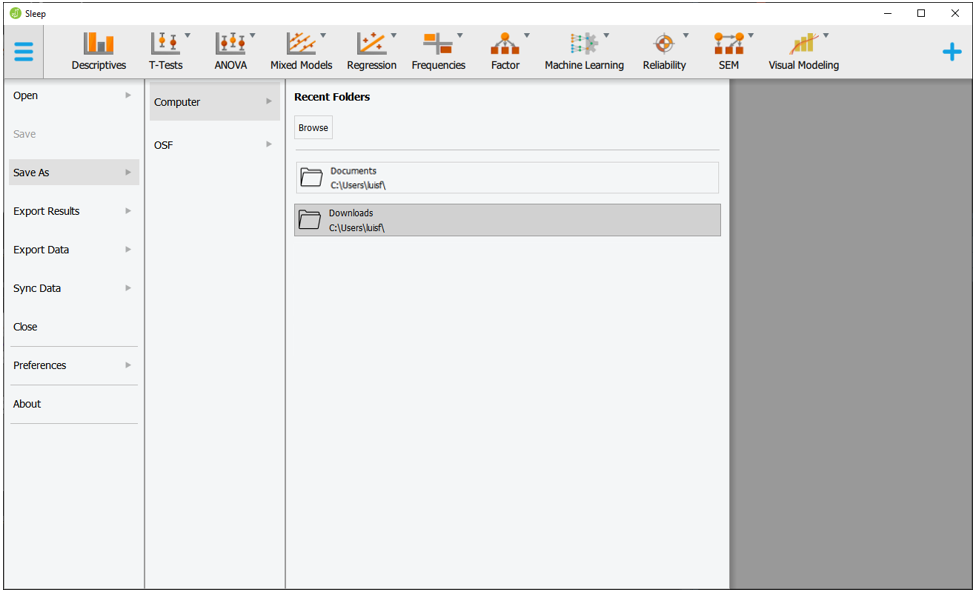 Sleep
Descriptives
T-Tests
ANOVA
Mixed Models
Regression
Frequencies
Factor
Machine Learning
Reliability
SEM
Visual Modeling
Open
Save
Save As
Export Results
Export Data
Sync Data
Close
Preferences
About
Computer
OSF
Recent Folders
Browse
Documents
C:\Users\luisf\
Downloads
C:\Users\luisf\